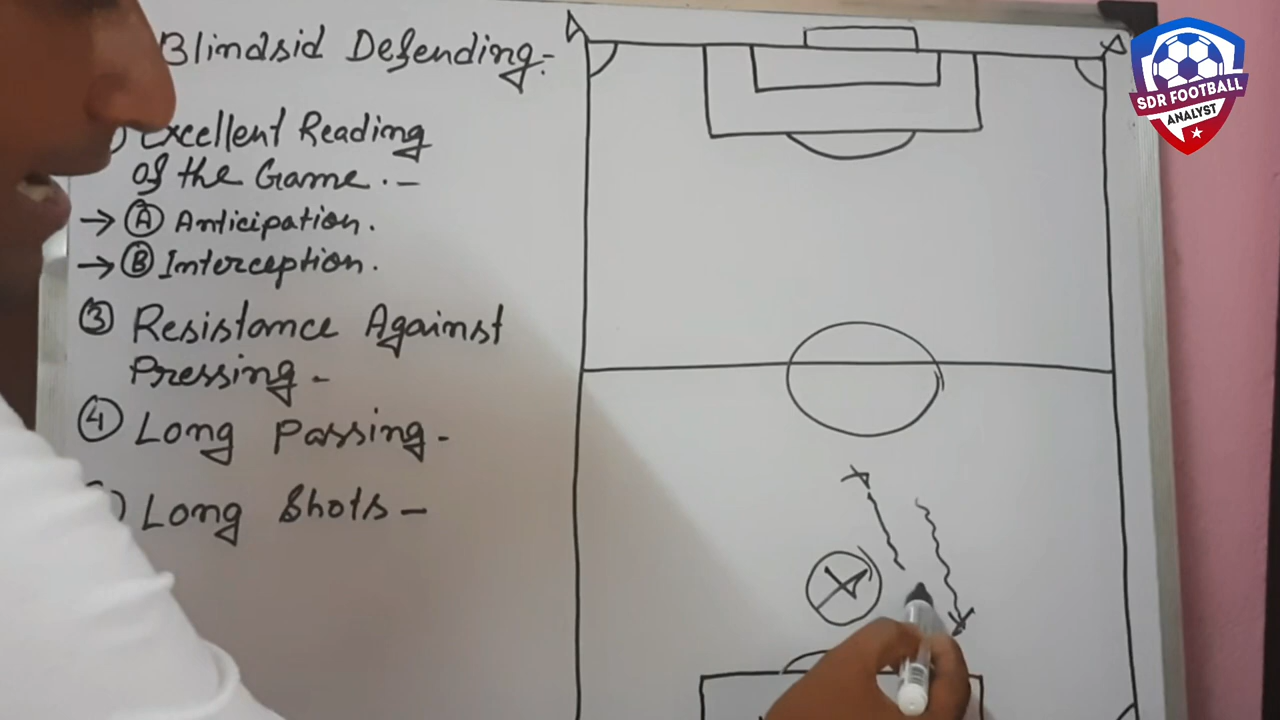 Blindsid Defending:-
Excellent Reading
of the Game.-
→ Ⓐ Anticipation.
→ Ⓑ Interception.
③ Resistance Against
Pressing-
④ Long Passing-
Long Shots-
SDR FOOTBALL
ANALYST